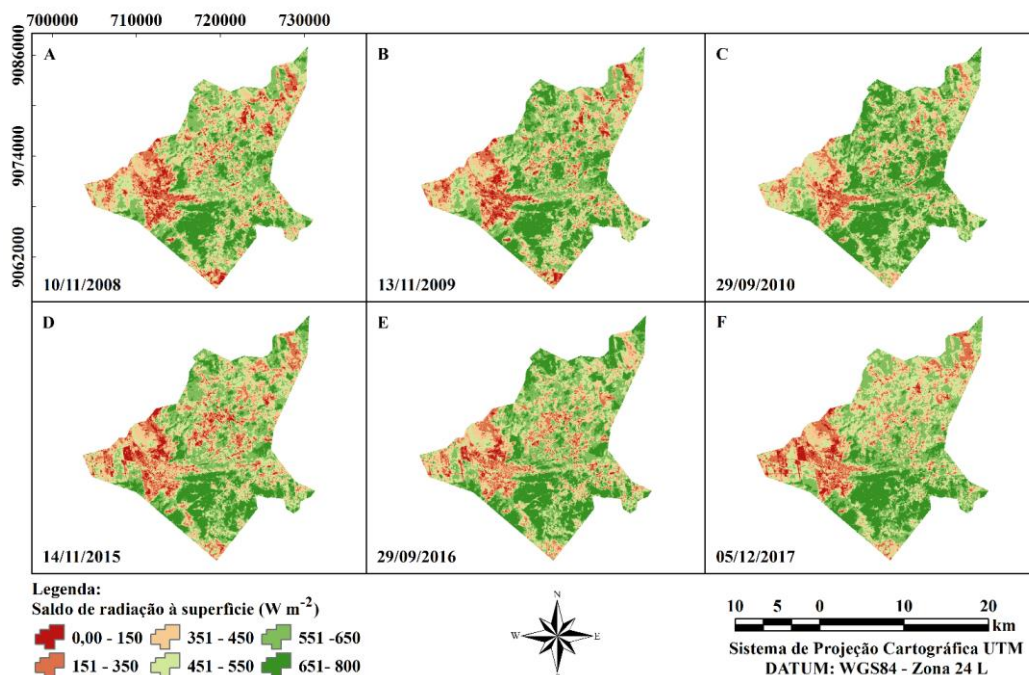 700000 710000 720000 730000
9086000
9074000
9062000
A
10/11/2008
B
13/11/2009
C
29/09/2010
D
14/11/2015
E
29/09/2016
F
05/12/2017
Legenda:
Saldo de radiação à superfície (W m-2)
0,00 - 150
351 - 450
551 -650
151 - 350
451 - 550
651- 800
N
W
E
10 5 0 10 20
km
Sistema de Projeção Cartográfica UTM
DATUM: WGS84 - Zona 24 L